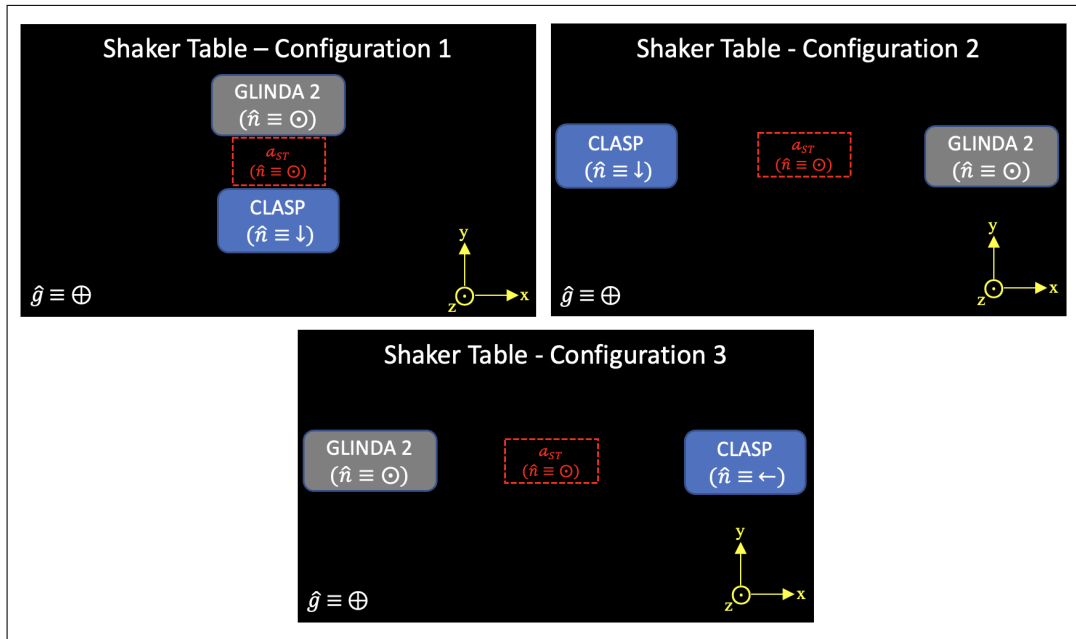 Shaker Table – Configuration 1
GLINDA 2
(n̂ ≡ ⊙)
a_ST
(n̂ ≡ ⊙)
CLASP
(n̂ ≡ ↓)
y
x
z
ĝ ≡ ⊕
Shaker Table - Configuration 2
CLASP
(n̂ ≡ ↓)
a_ST
(n̂ ≡ ⊙)
GLINDA 2
(n̂ ≡ ⊙)
y
x
z
ĝ ≡ ⊕
Shaker Table - Configuration 3
GLINDA 2
(n̂ ≡ ⊙)
a_ST
(n̂ ≡ ⊙)
CLASP
(n̂ ≡ ←)
y
x
z
ĝ ≡ ⊕